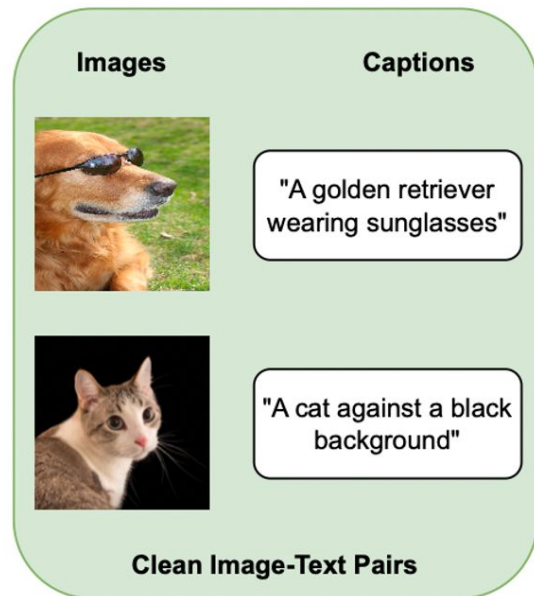 Images
Captions
"A golden retriever
wearing sunglasses"
"A cat against a black
background"
Clean Image-Text Pairs